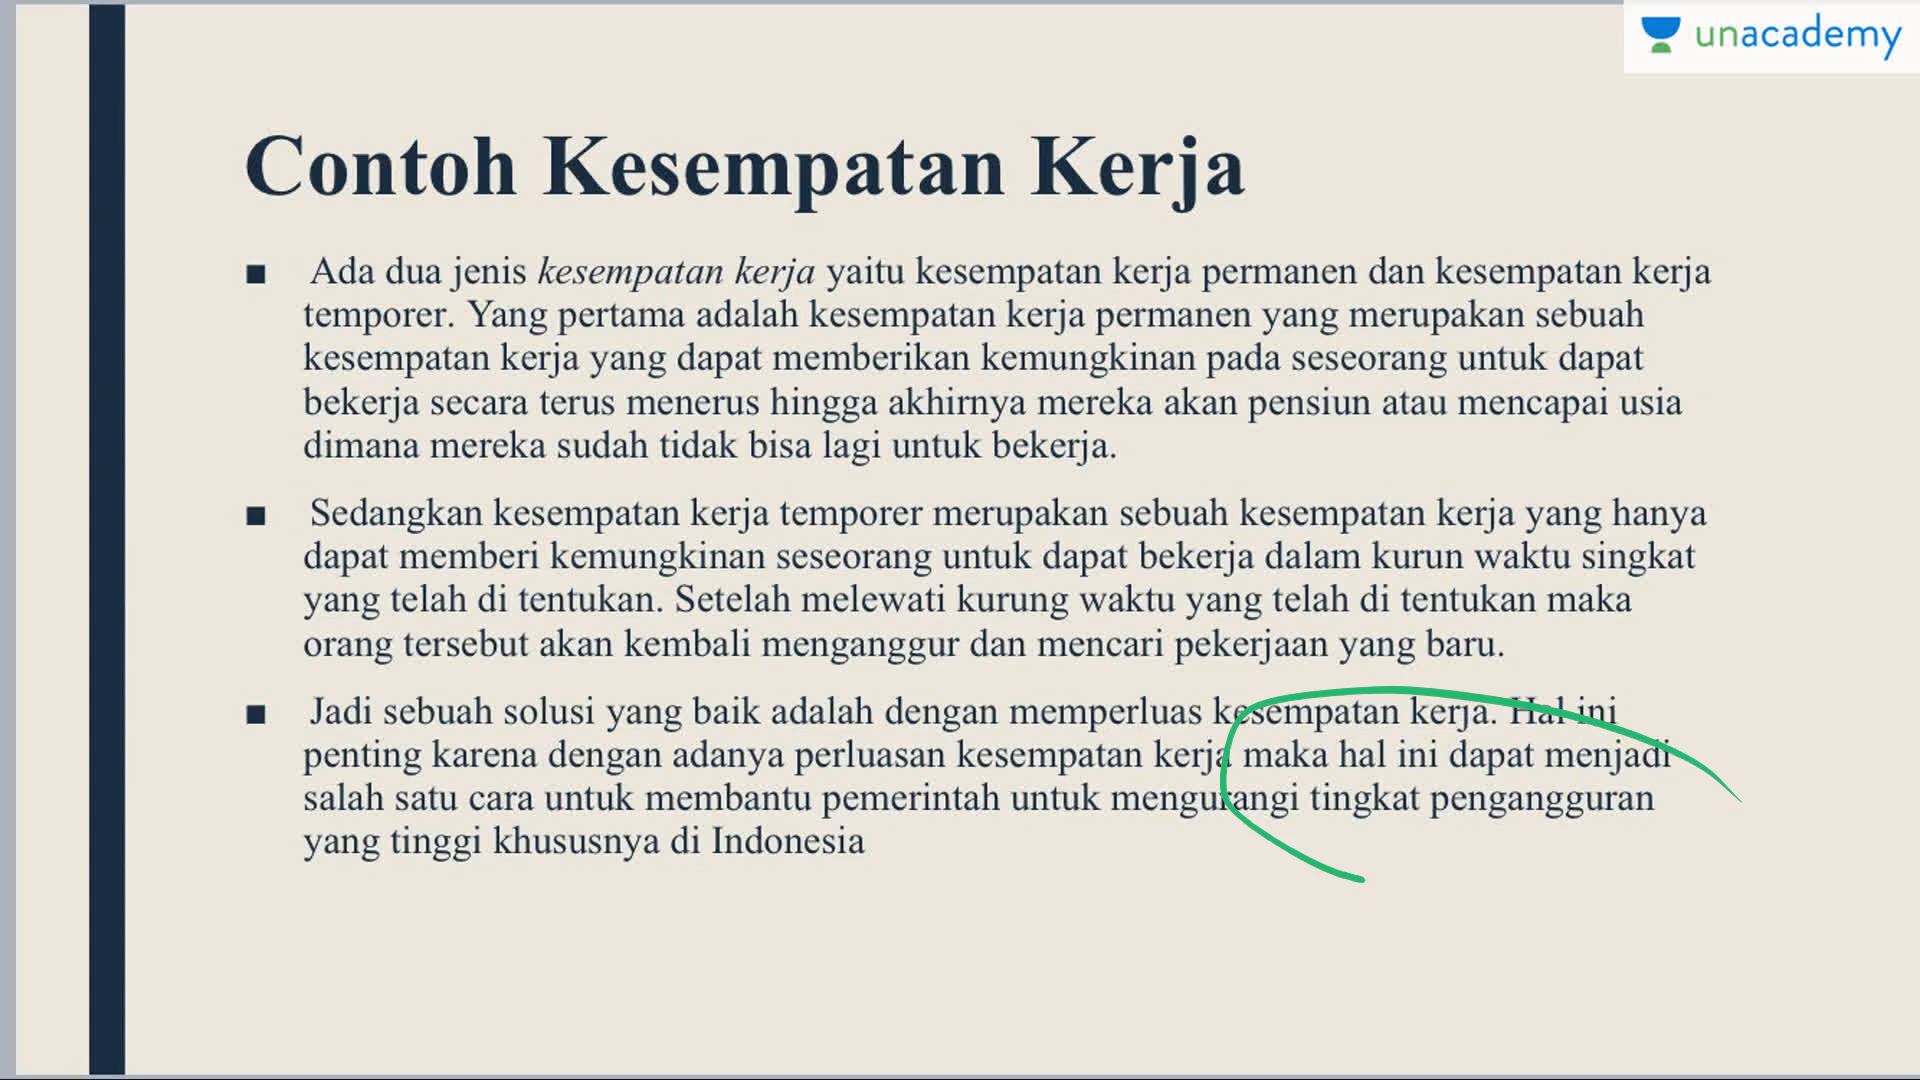 unacademy
Contoh Kesempatan Kerja
■ Ada dua jenis kesempatan kerja yaitu kesempatan kerja permanen dan kesempatan kerja
temporer. Yang pertama adalah kesempatan kerja permanen yang merupakan sebuah
kesempatan kerja yang dapat memberikan kemungkinan pada seseorang untuk dapat
bekerja secara terus menerus hingga akhirnya mereka akan pensiun atau mencapai usia
dimana mereka sudah tidak bisa lagi untuk bekerja.
■ Sedangkan kesempatan kerja temporer merupakan sebuah kesempatan kerja yang hanya
dapat memberi kemungkinan seseorang untuk dapat bekerja dalam kurun waktu singkat
yang telah di tentukan. Setelah melewati kurung waktu yang telah di tentukan maka
orang tersebut akan kembali menganggur dan mencari pekerjaan yang baru.
■ Jadi sebuah solusi yang baik adalah dengan memperluas kesempatan kerja. Hal ini
penting karena dengan adanya perluasan kesempatan kerja maka hal ini dapat menjadi
salah satu cara untuk membantu pemerintah untuk mengurangi tingkat pengangguran
yang tinggi khususnya di Indonesia